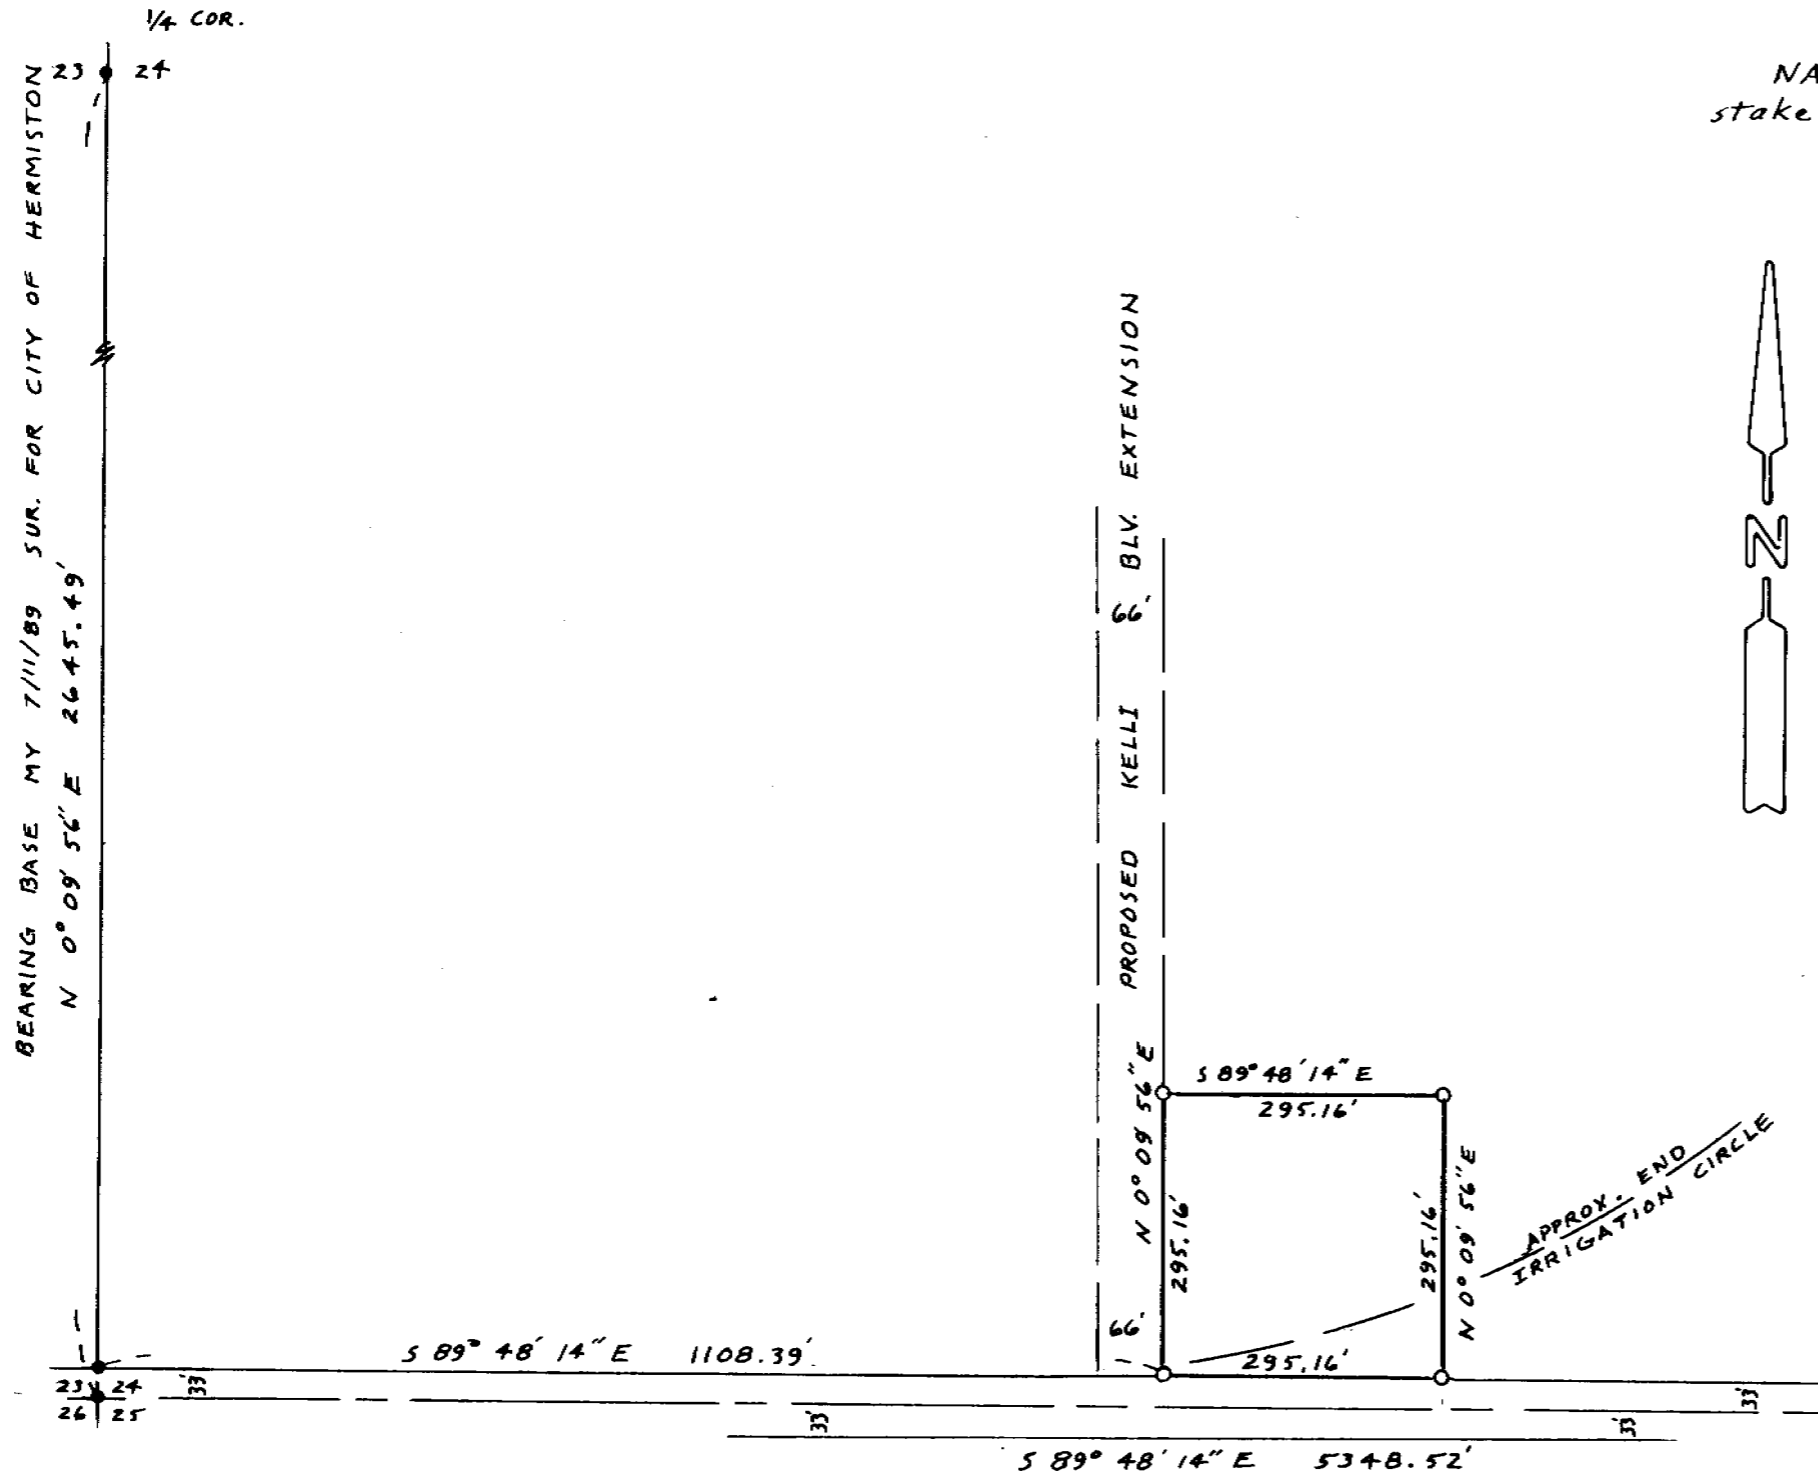 1/4 COR.
23 24
NA
stake
BEARING BASE MY 7/11/89 SUR. FOR CITY OF HERMISTON
N 0° 09' 56" E 2645.49'
PROPOSED KELLI BLV. EXTENSION
66'
N 0° 09' 56" E
S 89° 48' 14" E
295.16'
295.16'
295.16'
N 0° 09' 56" E
APPROX. END
IRRIGATION CIRCLE
66'
S 89° 48' 14" E 1108.39'
295.16'
23 24
26 25
33'
33'
33'
33'
S 89° 48' 14" E 5348.52'
N